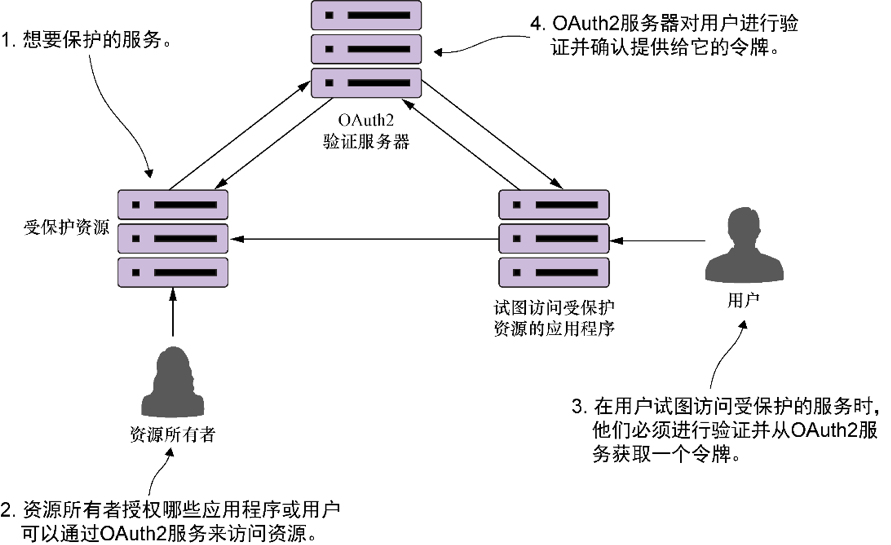 1. 想要保护的服务。
4. OAuth2服务器对用户进行验
证并确认提供给它的令牌。
OAuth2
验证服务器
受保护资源
试图访问受保护
资源的应用程序
用户
资源所有者
3. 在用户试图访问受保护的服务时，
他们必须进行验证并从OAuth2服
务获取一个令牌。
2. 资源所有者授权哪些应用程序或用户
可以通过OAuth2服务来访问资源。